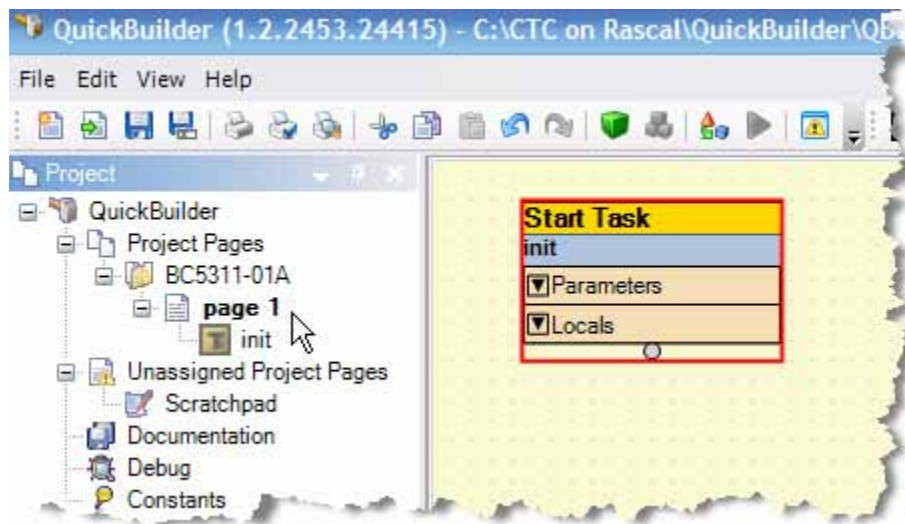 QuickBuilder (1.2.2453.24415) - C:\CTC on Rascal\QuickBuilder\QB
File Edit View Help
Project
QuickBuilder
Project Pages
BC5311-01A
page 1
init
Unassigned Project Pages
Scratchpad
Documentation
Debug
Constants
Start Task
init
Parameters
Locals